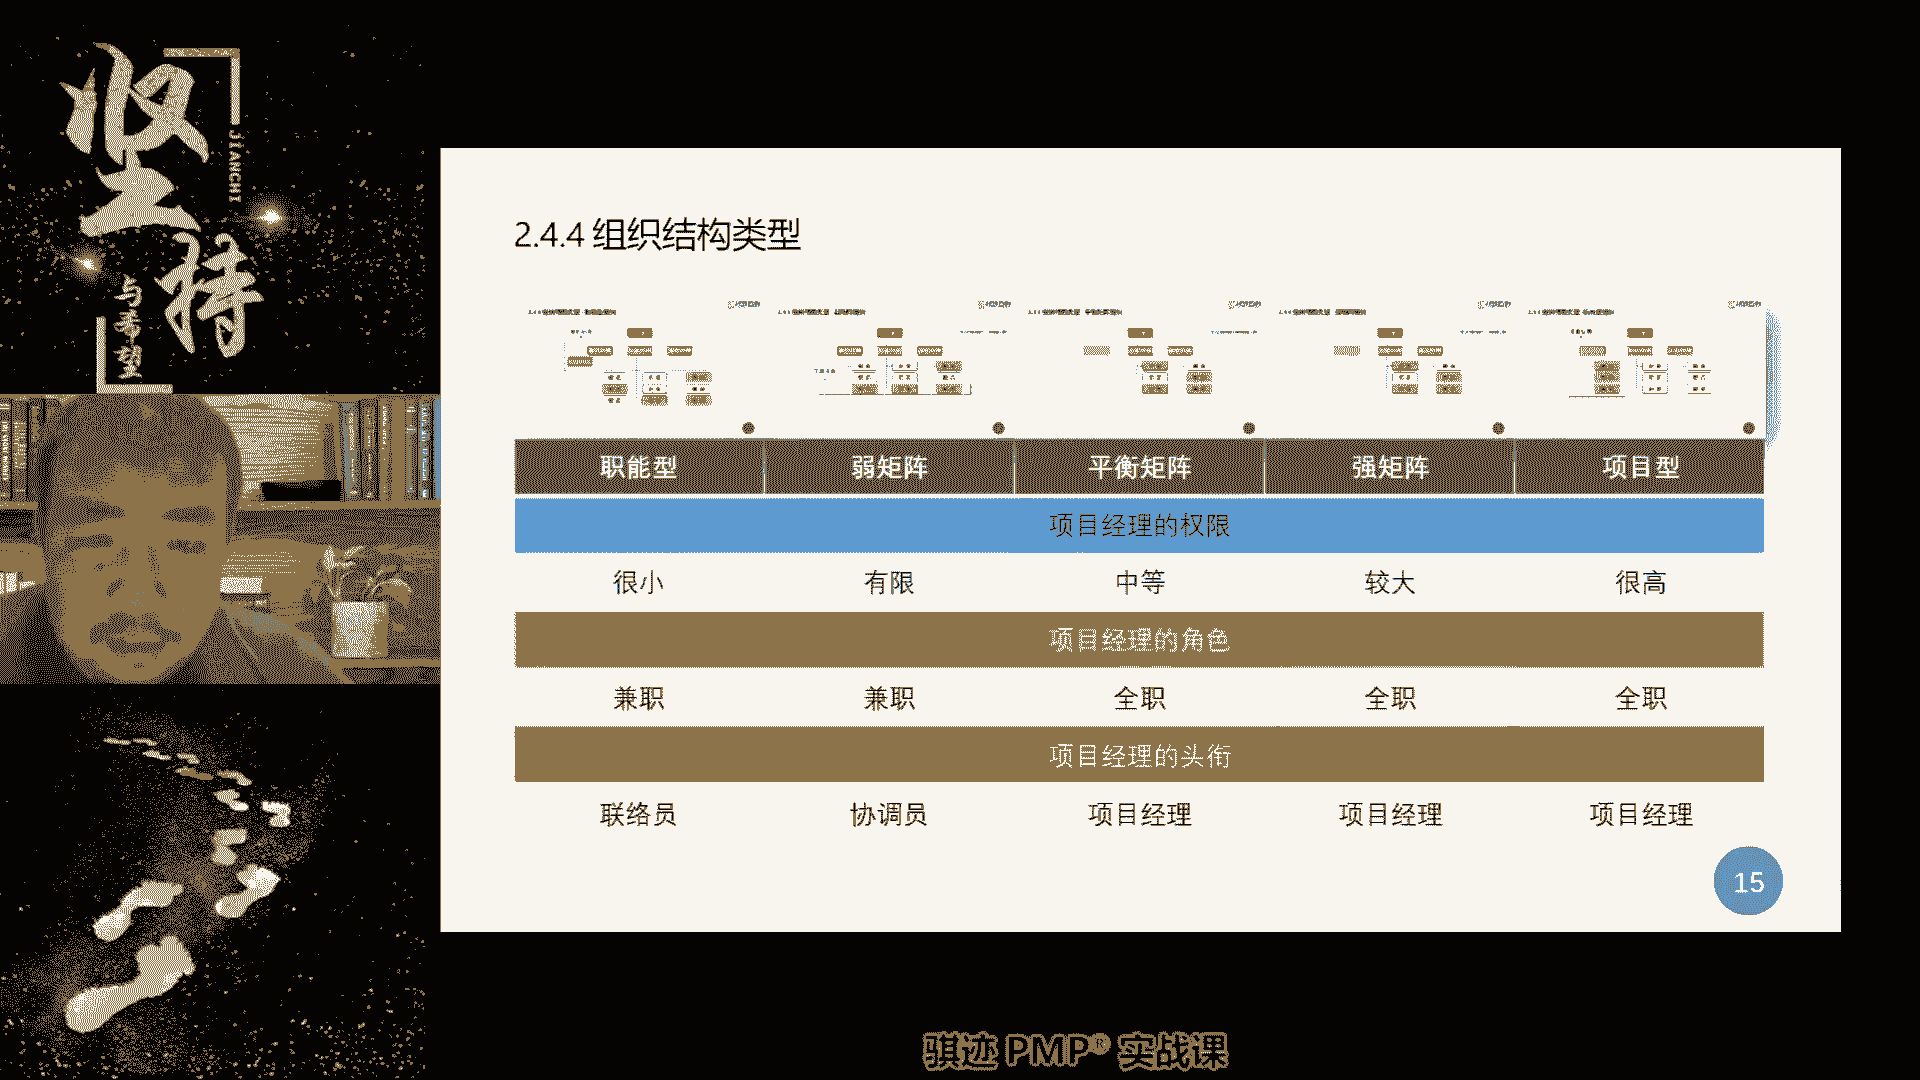 坚
持
JIANCHI
与希望
2.4.4 组织结构类型
职能型 弱矩阵 平衡矩阵 强矩阵 项目型
项目经理的权限
很小 有限 中等 较大 很高
项目经理的角色
兼职 兼职 全职 全职 全职
项目经理的头衔
联络员 协调员 项目经理 项目经理 项目经理
15
骐迹 PMP® 实战课